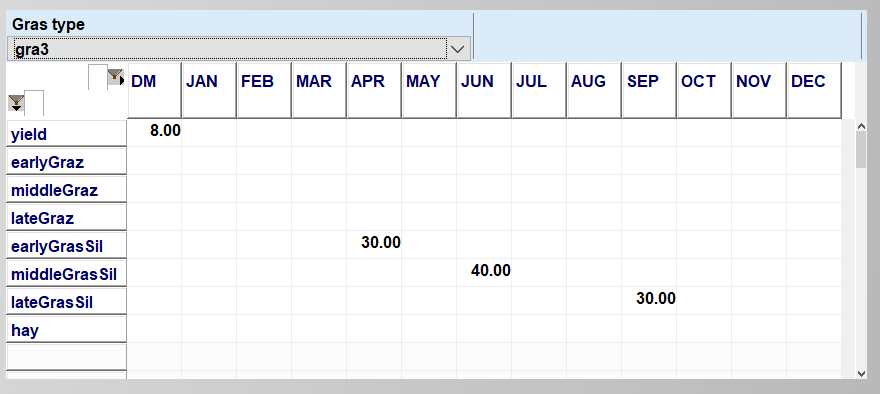 Gras type
gra3
DM JAN FEB MAR APR MAY JUN JUL AUG SEP OCT NOV DEC
yield 8.00
earlyGraz
middleGraz
lateGraz
earlyGrasSil 30.00
middleGrasSil 40.00
lateGrasSil 30.00
hay